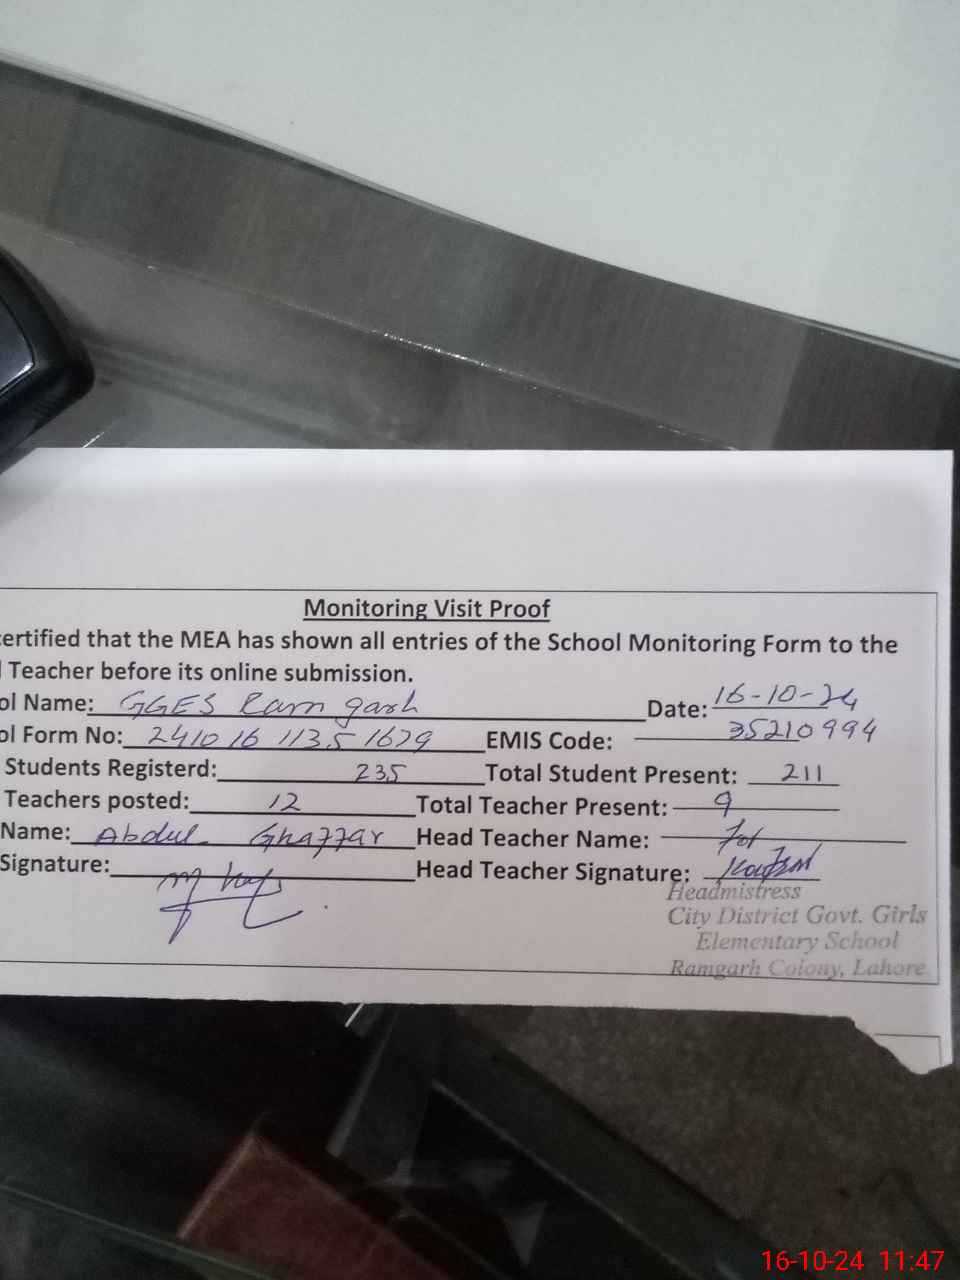 Monitoring Visit Proof
certified that the MEA has shown all entries of the School Monitoring Form to the
Teacher before its online submission.
ol Name: GGES Ram garh Date: 16-10-24
ol Form No: 241016 1135 1679 EMIS Code: 35210994
Students Registerd: 235 Total Student Present: 211
Teachers posted: 12 Total Teacher Present: 9
Name: Abdul Ghaffar Head Teacher Name:
Signature: Head Teacher Signature:
Headmistress
City District Govt. Girls
Elementary School
Ramgarh Colony, Lahore.
16-10-24 11:47